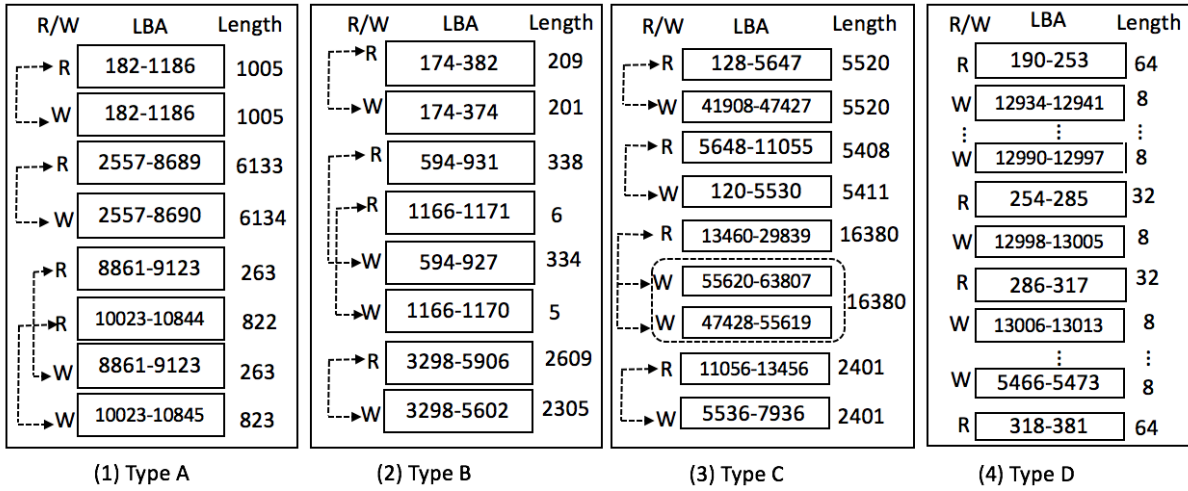 R/W LBA Length
R 182-1186 1005
W 182-1186 1005
R 2557-8689 6133
W 2557-8690 6134
R 8861-9123 263
R 10023-10844 822
W 8861-9123 263
W 10023-10845 823
(1) Type A
R/W LBA Length
R 174-382 209
W 174-374 201
R 594-931 338
R 1166-1171 6
W 594-927 334
W 1166-1170 5
R 3298-5906 2609
W 3298-5602 2305
(2) Type B
R/W LBA Length
R 128-5647 5520
W 41908-47427 5520
R 5648-11055 5408
W 120-5530 5411
R 13460-29839 16380
W 55620-63807
16380
W 47428-55619
R 11056-13456 2401
W 5536-7936 2401
(3) Type C
R/W LBA Length
R 190-253 64
W 12934-12941 8
⋮ ⋮ ⋮
W 12990-12997 8
R 254-285 32
W 12998-13005 8
R 286-317 32
W 13006-13013 8
⋮ ⋮
W 5466-5473 8
R 318-381 64
(4) Type D